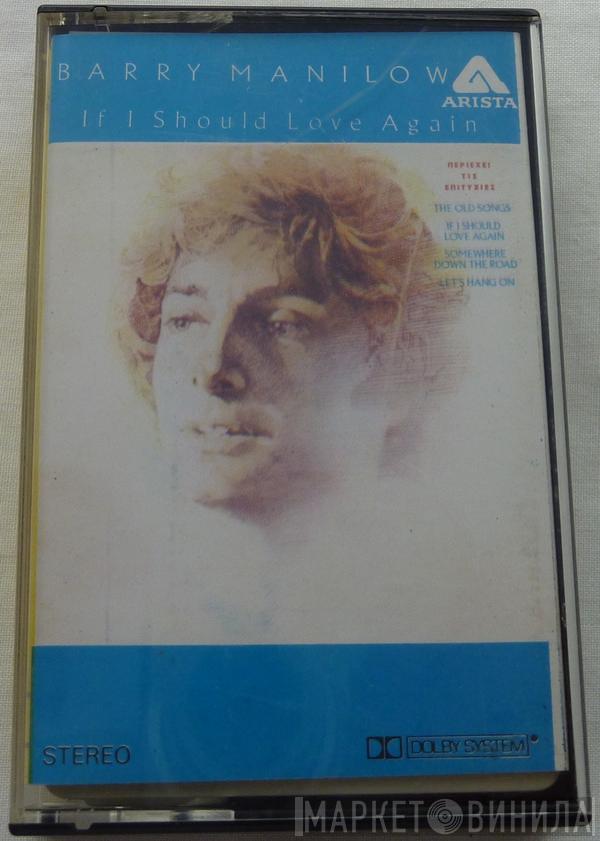 BARRY MANILOW
ARISTA
If I Should Love Again
ΠΕΡΙΕΧΕΙ
ΤΙΣ
ΕΠΙΤΥΧΙΕΣ
THE OLD SONGS
IF I SHOULD
LOVE AGAIN
SOMEWHERE
DOWN THE ROAD
LET'S HANG ON
STEREO
DOLBY SYSTEM
МАРКЕТ ВИНИЛА